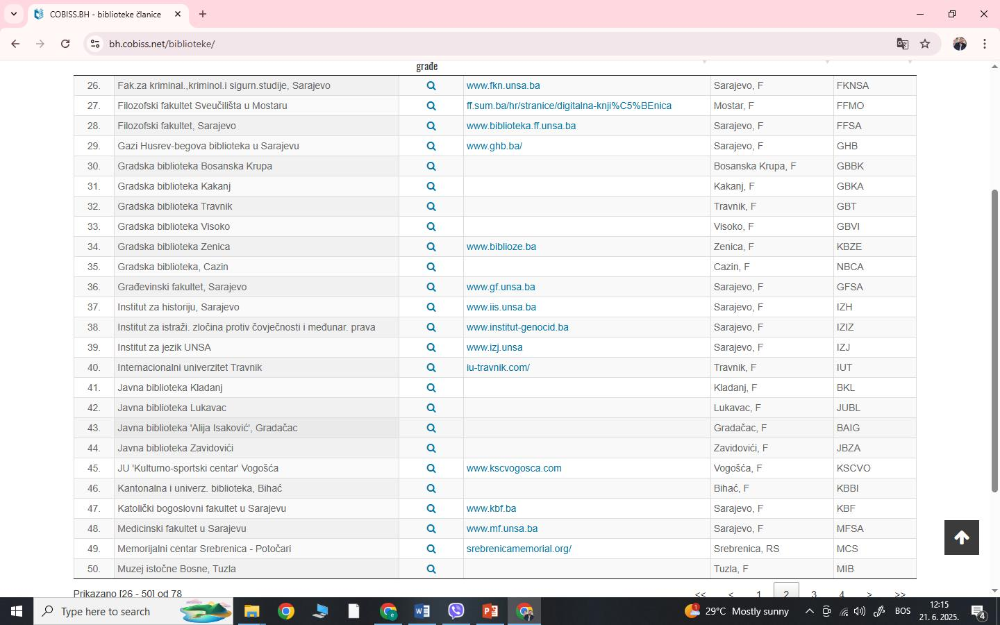 COBISS.BH - biblioteke članice
bh.cobiss.net/biblioteke/
građe
26. Fak.za kriminal.,kriminol.i sigurn.studije, Sarajevo www.fkn.unsa.ba Sarajevo, F FKNSA
27. Filozofski fakultet Sveučilišta u Mostaru ff.sum.ba/hr/stranice/digitalna-knji%C5%BEnica Mostar, F FFMO
28. Filozofski fakultet, Sarajevo www.biblioteka.ff.unsa.ba Sarajevo, F FFSA
29. Gazi Husrev-begova biblioteka u Sarajevu www.ghb.ba/ Sarajevo, F GHB
30. Gradska biblioteka Bosanska Krupa Bosanska Krupa, F GBBK
31. Gradska biblioteka Kakanj Kakanj, F GBKA
32. Gradska biblioteka Travnik Travnik, F GBT
33. Gradska biblioteka Visoko Visoko, F GBVI
34. Gradska biblioteka Zenica www.biblioze.ba Zenica, F KBZE
35. Gradska biblioteka, Cazin Cazin, F NBCA
36. Građevinski fakultet, Sarajevo www.gf.unsa.ba Sarajevo, F GFSA
37. Institut za historiju, Sarajevo www.iis.unsa.ba Sarajevo, F IZH
38. Institut za istraži. zločina protiv čovječnosti i međunar. prava www.institut-genocid.ba Sarajevo, F IZIZ
39. Institut za jezik UNSA www.izj.unsa Sarajevo, F IZJ
40. Internacionalni univerzitet Travnik iu-travnik.com/ Travnik, F IUT
41. Javna biblioteka Kladanj Kladanj, F BKL
42. Javna biblioteka Lukavac Lukavac, F JUBL
43. Javna biblioteka 'Alija Isaković', Gradačac Gradačac, F BAIG
44. Javna biblioteka Zavidovići Zavidovići, F JBZA
45. JU 'Kulturno-sportski centar' Vogošća www.kscvogosca.com Vogošća, F KSCVO
46. Kantonalna i univerz. biblioteka, Bihać Bihać, F KBBI
47. Katolički bogoslovni fakultet u Sarajevu www.kbf.ba Sarajevo, F KBF
48. Medicinski fakultet u Sarajevu www.mf.unsa.ba Sarajevo, F MFSA
49. Memorijalni centar Srebrenica - Potočari srebrenicamemorial.org/ Srebrenica, RS MCS
50. Muzej istočne Bosne, Tuzla Tuzla, F MIB
Prikazano [26 - 50] od 78 << < 1 2 3 4 > >>
Type here to search 29°C Mostly sunny BOS 12:15
21. 6. 2025. 4